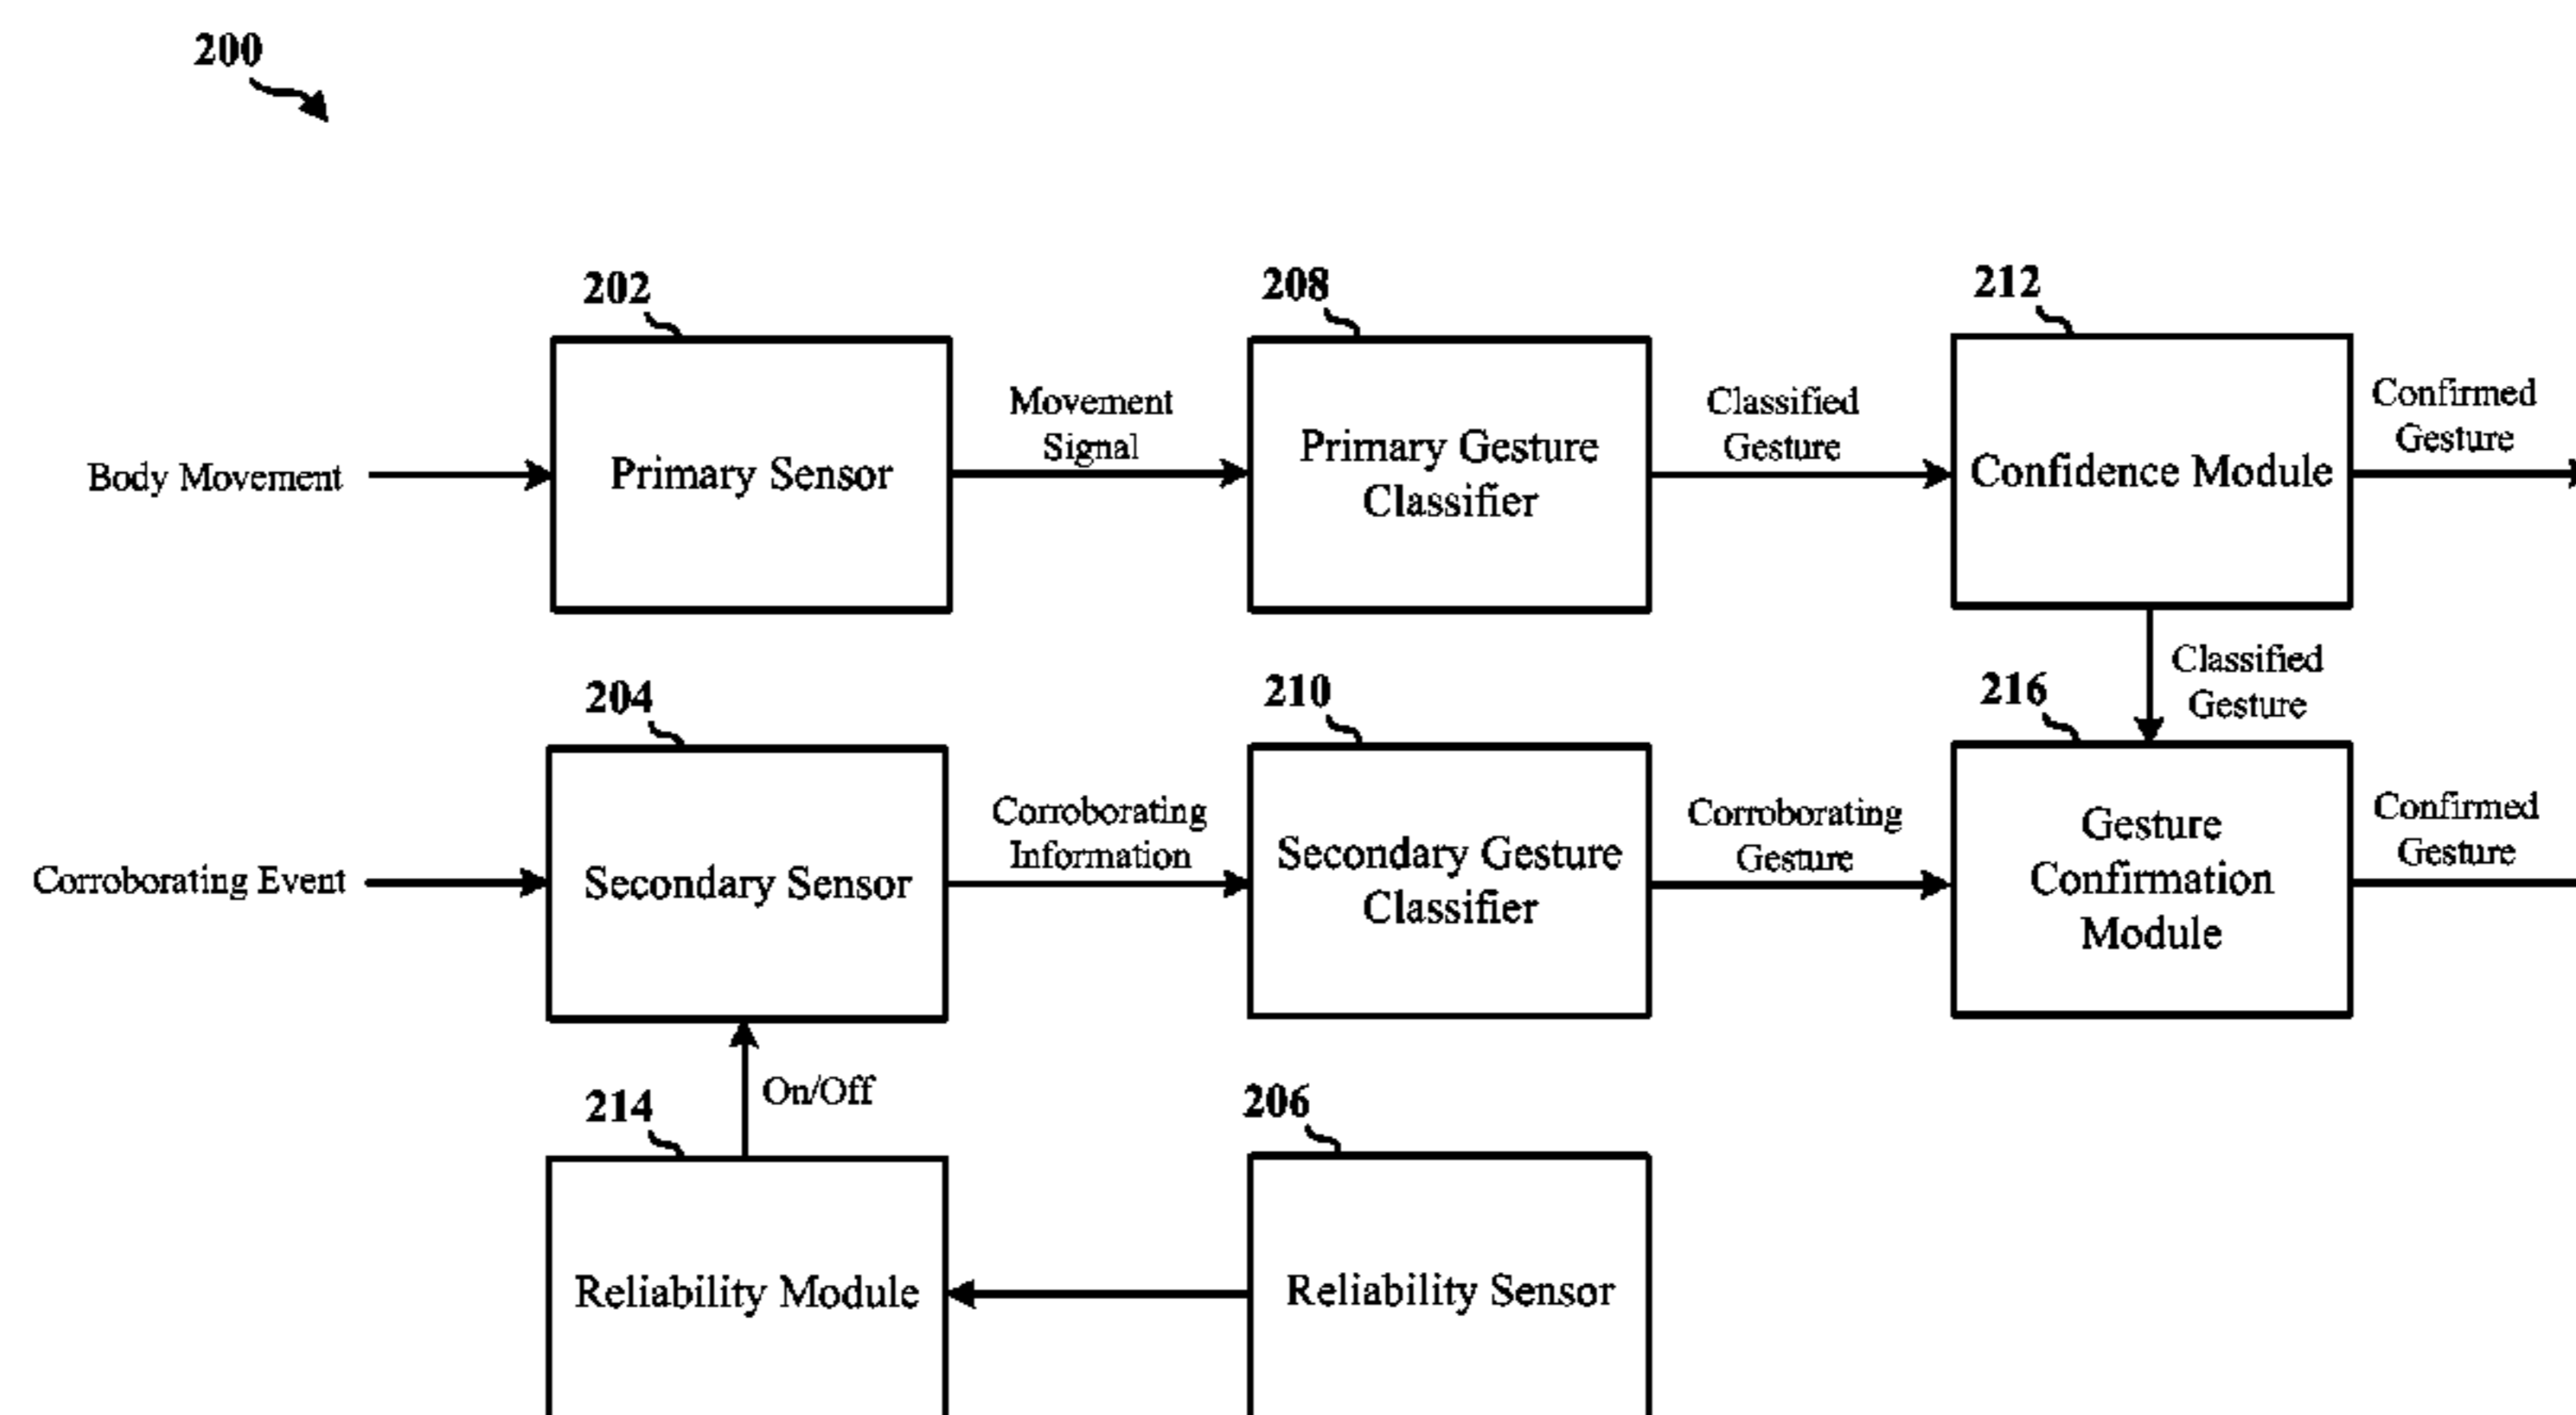 200
202
208
212
Body Movement
Primary Sensor
Movement
Signal
Primary Gesture
Classifier
Classified
Gesture
Confidence Module
Confirmed
Gesture
Classified
Gesture
204
210
216
Corroborating Event
Secondary Sensor
Corroborating
Information
Secondary Gesture
Classifier
Corroborating
Gesture
Gesture
Confirmation
Module
Confirmed
Gesture
On/Off
214
206
Reliability Module
Reliability Sensor